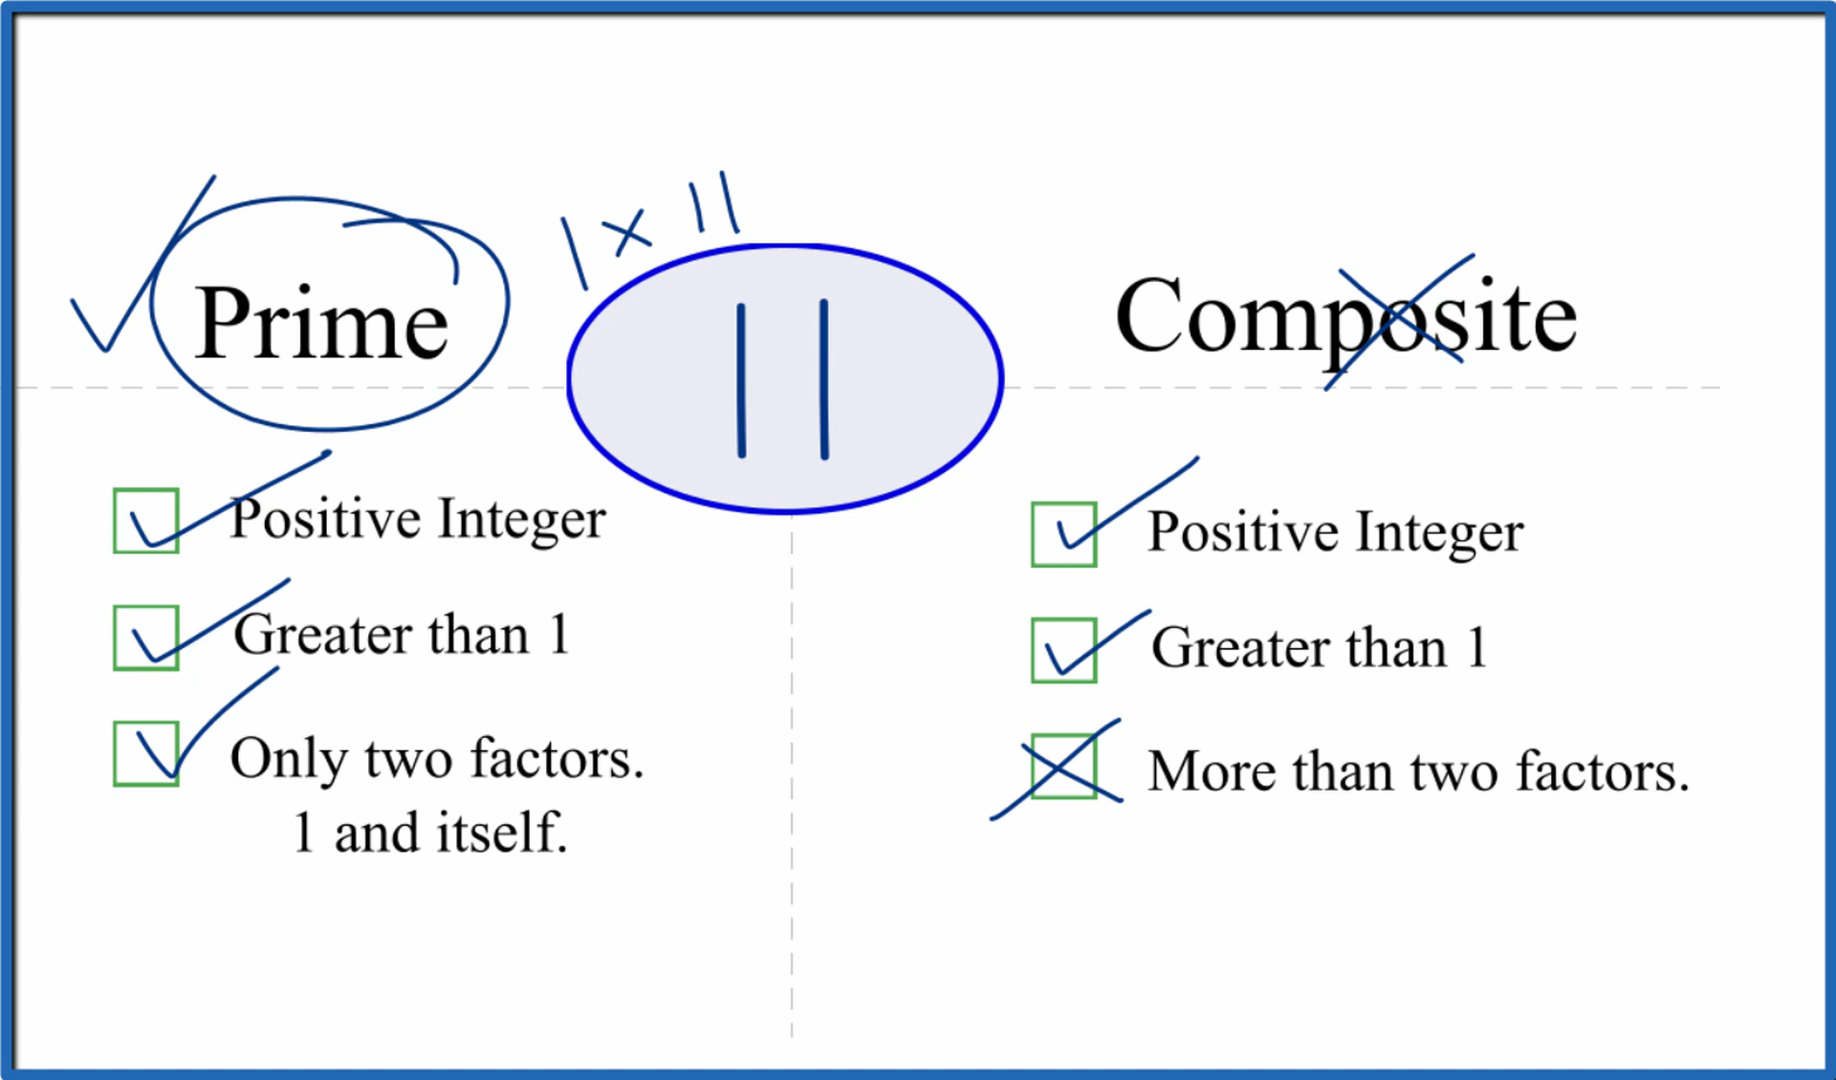 1 x 11
Prime
11
Composite
Positive Integer
Greater than 1
Only two factors.
1 and itself.
Positive Integer
Greater than 1
More than two factors.